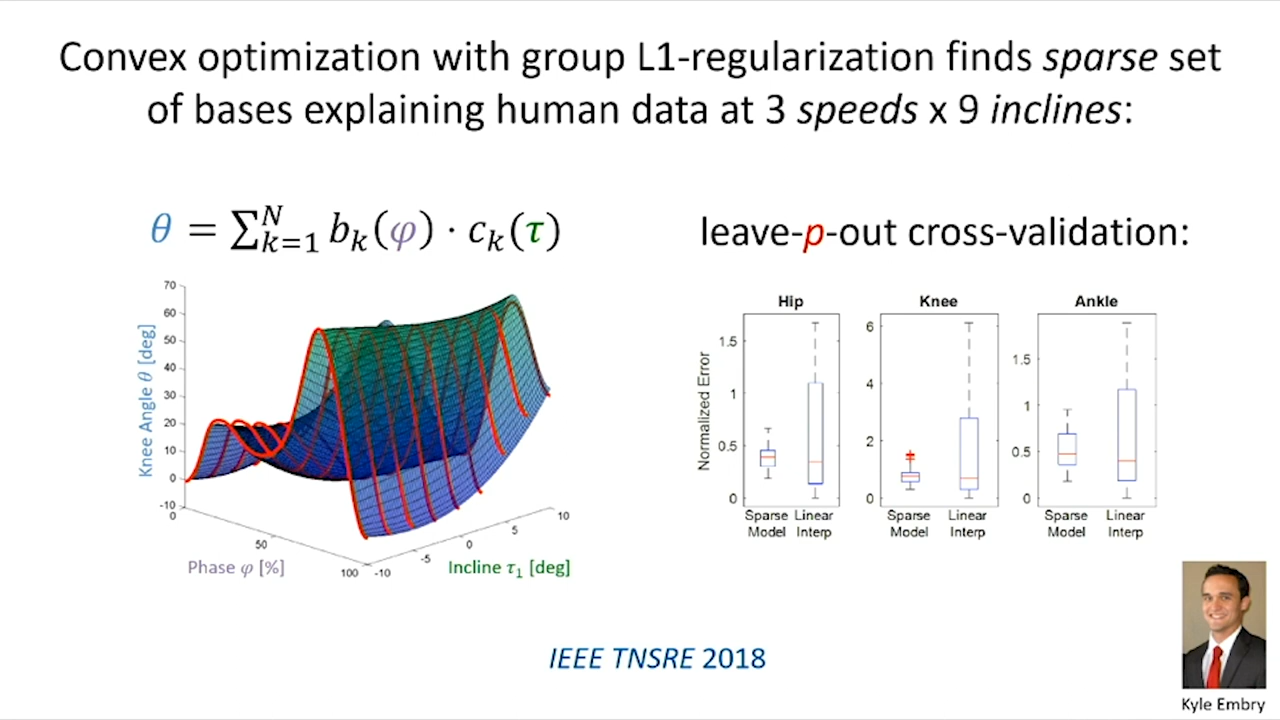 Convex optimization with group L1-regularization finds sparse set
of bases explaining human data at 3 speeds x 9 inclines:
θ = ∑ᴺₖ₌₁ bₖ(φ) · cₖ(τ)
leave-p-out cross-validation:
Knee Angle θ [deg]
70
60
50
40
30
20
10
0
-10
0
50
100
Phase φ [%]
-10
-5
0
5
10
Incline τ₁ [deg]
Hip
Normalized Error
1.5
1
0.5
0
Sparse Linear
Model Interp
Knee
6
4
2
0
Sparse Linear
Model Interp
Ankle
1.5
1
0.5
0
Sparse Linear
Model Interp
IEEE TNSRE 2018
Kyle Embry